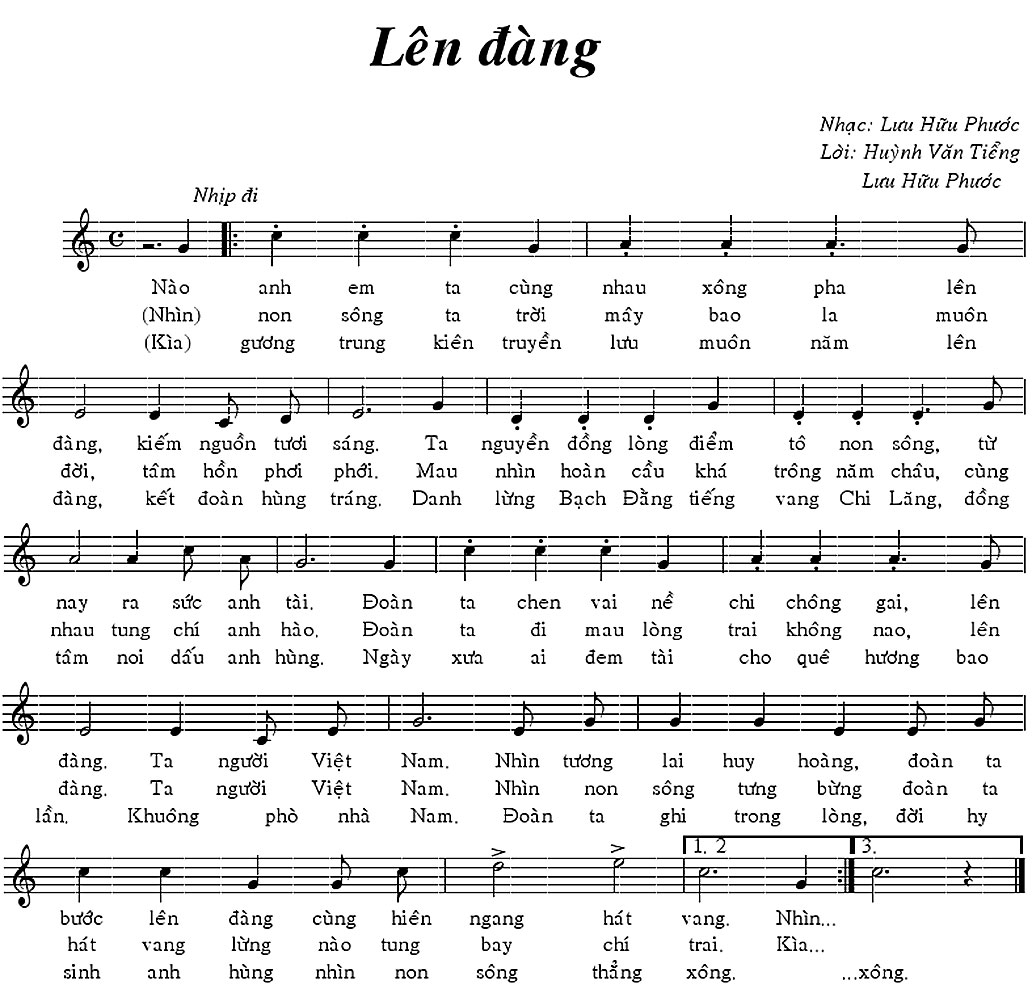 Lên đàng
Nhạc: Lưu Hữu Phước
Lời: Huỳnh Văn Tiểng
Lưu Hữu Phước
Nhịp đi
Nào anh em ta cùng nhau xông pha lên
(Nhìn) non sông ta trời mây bao la muôn
(Kìa) gương trung kiên truyền lưu muôn năm lên
đàng, kiếm nguồn tươi sáng. Ta nguyền đồng lòng điểm tô non sông, từ
đời, tâm hồn phơi phới. Mau nhìn hoàn cầu khá trông năm châu, cùng
đàng, kết đoàn hùng tráng. Danh lừng Bạch Đằng tiếng vang Chi Lăng, đồng
nay ra sức anh tài. Đoàn ta chen vai nề chi chông gai, lên
nhau tung chí anh hào. Đoàn ta đi mau lòng trai không nao, lên
tâm noi dấu anh hùng. Ngày xưa ai đem tài cho quê hương bao
đàng. Ta người Việt Nam. Nhìn tương lai huy hoàng, đoàn ta
đàng. Ta người Việt Nam. Nhìn non sông tưng bừng đoàn ta
lần. Khuông phò nhà Nam. Đoàn ta ghi trong lòng, đời hy
1. 2 3.
bước lên đàng cùng hiên ngang hát vang. Nhìn...
hát vang lừng nào tung bay chí trai. Kìa...
sinh anh hùng nhìn non sông thẳng xông. ...xông.